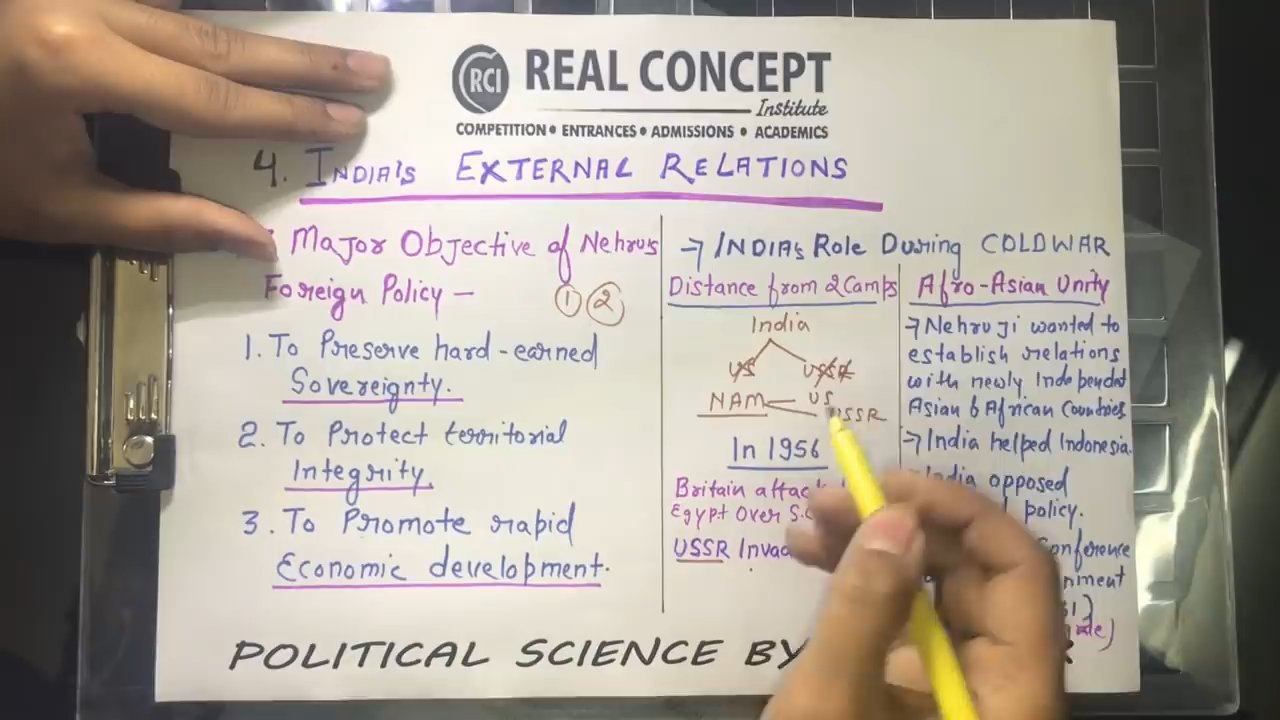 RCI REAL CONCEPT
Institute
COMPETITION • ENTRANCES • ADMISSIONS • ACADEMICS
4. INDIA's EXTERNAL RELATIONS
Major Objective of Nehru's
Foreign Policy —
① ②
1. To Preserve hard-earned
Sovereignty.
2. To Protect territorial
Integrity.
3. To Promote rapid
Economic development.
→ INDIA's Role During COLDWAR
Distance from 2 Camps
India
US USSR
NAM US
USSR
In 1956
Britain attac
Egypt Over S.
USSR Invad
Afro-Asian Unity
→ Nehru ji wanted to
establish relations
with newly Independent
Asian & African Countries
→ India helped Indonesia.
India opposed
policy.
onference
nment
POLITICAL SCIENCE BY